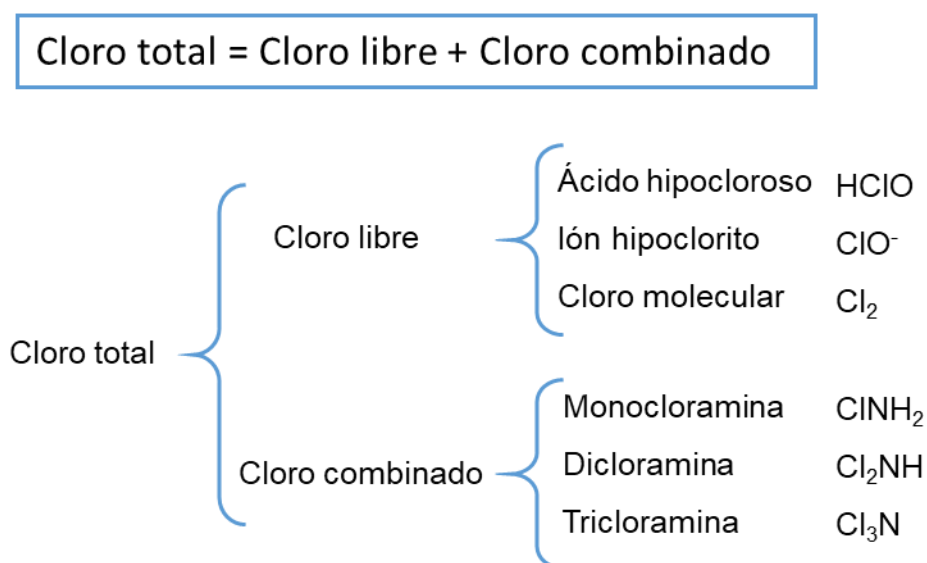 Cloro total = Cloro libre + Cloro combinado
Ácido hipocloroso HClO
Cloro libre Ión hipoclorito ClO⁻
Cloro molecular Cl₂
Cloro total
Monocloramina ClNH₂
Cloro combinado Dicloramina Cl₂NH
Tricloramina Cl₃N